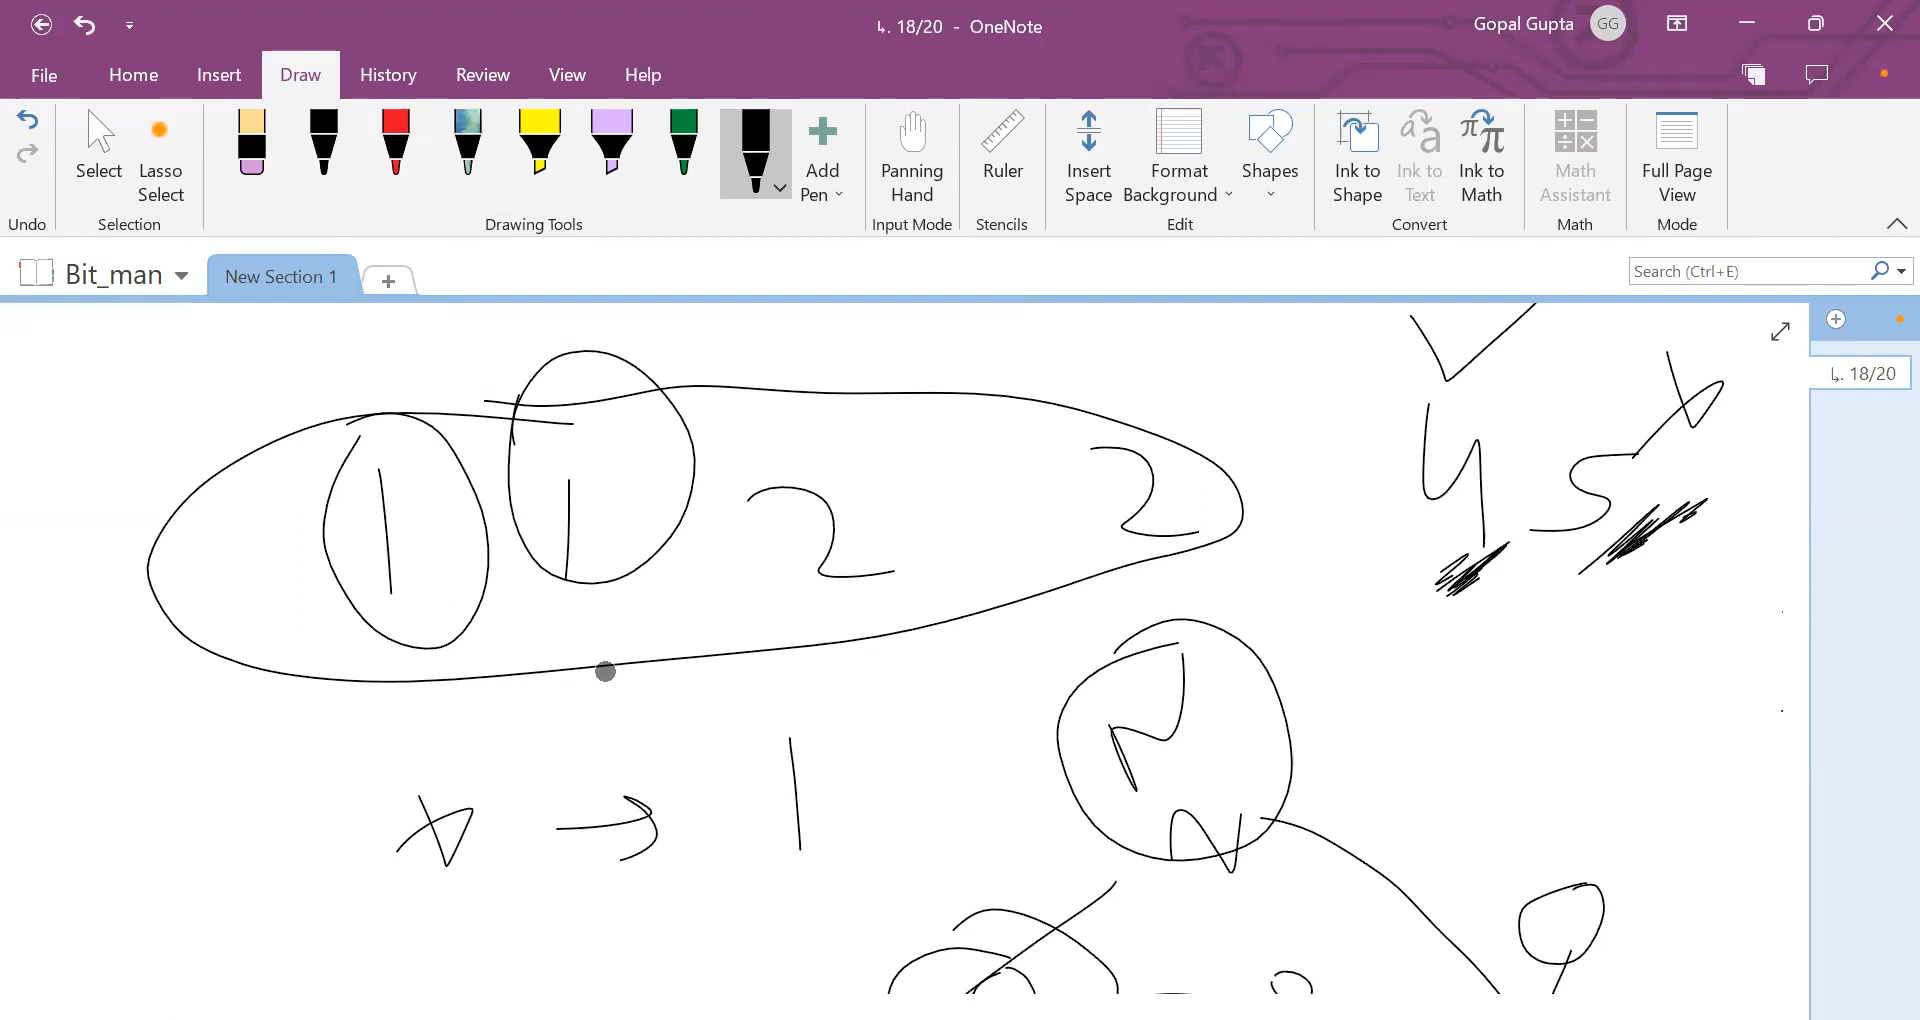 ౹. 18/20 - OneNote
Gopal Gupta GG
File Home Insert Draw History Review View Help
Undo
Select
Lasso Select
Selection
Drawing Tools
Add Pen
Panning Hand
Input Mode
Ruler
Stencils
Insert Space
Format Background
Shapes
Edit
Ink to Shape
Ink to Text
Ink to Math
Convert
Math Assistant
Math
Full Page View
Mode
Bit_man
New Section 1
Search (Ctrl+E)
18/20
1 1 2 2
4 5
→ 1